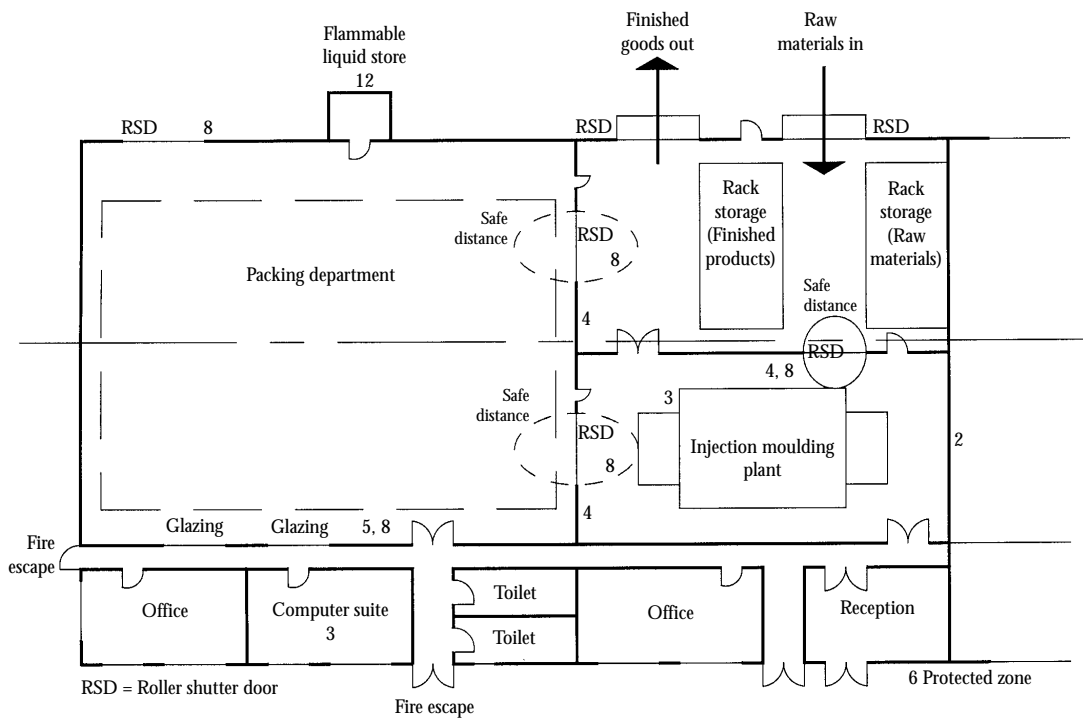 Flammable
liquid store
12
Finished
goods out
Raw
materials in
RSD
8
RSD
RSD
Rack
storage
(Finished
products)
Rack
storage
(Raw
materials)
Safe
distance
RSD
8
Packing department
Safe
distance
4
RSD
4, 8
Safe
distance
3
RSD
8
Injection moulding
plant
2
4
Glazing
Glazing
5, 8
Fire
escape
Office
Computer suite
3
Toilet
Toilet
Office
Reception
RSD = Roller shutter door
Fire escape
6 Protected zone